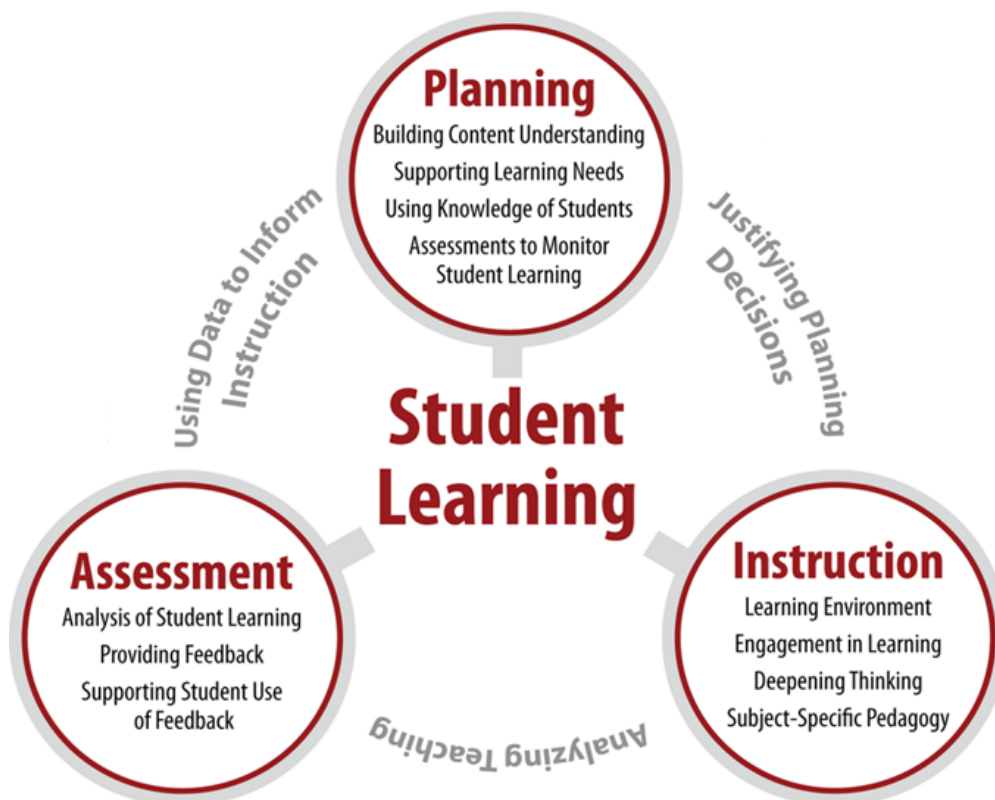 Planning
Building Content Understanding
Supporting Learning Needs
Using Knowledge of Students
Assessments to Monitor
Student Learning
Using Data to Inform
Instruction
Justifying Planning
Decisions
Student
Learning
Assessment
Analysis of Student Learning
Providing Feedback
Supporting Student Use
of Feedback
Instruction
Learning Environment
Engagement in Learning
Deepening Thinking
Subject-Specific Pedagogy
Analyzing Teaching